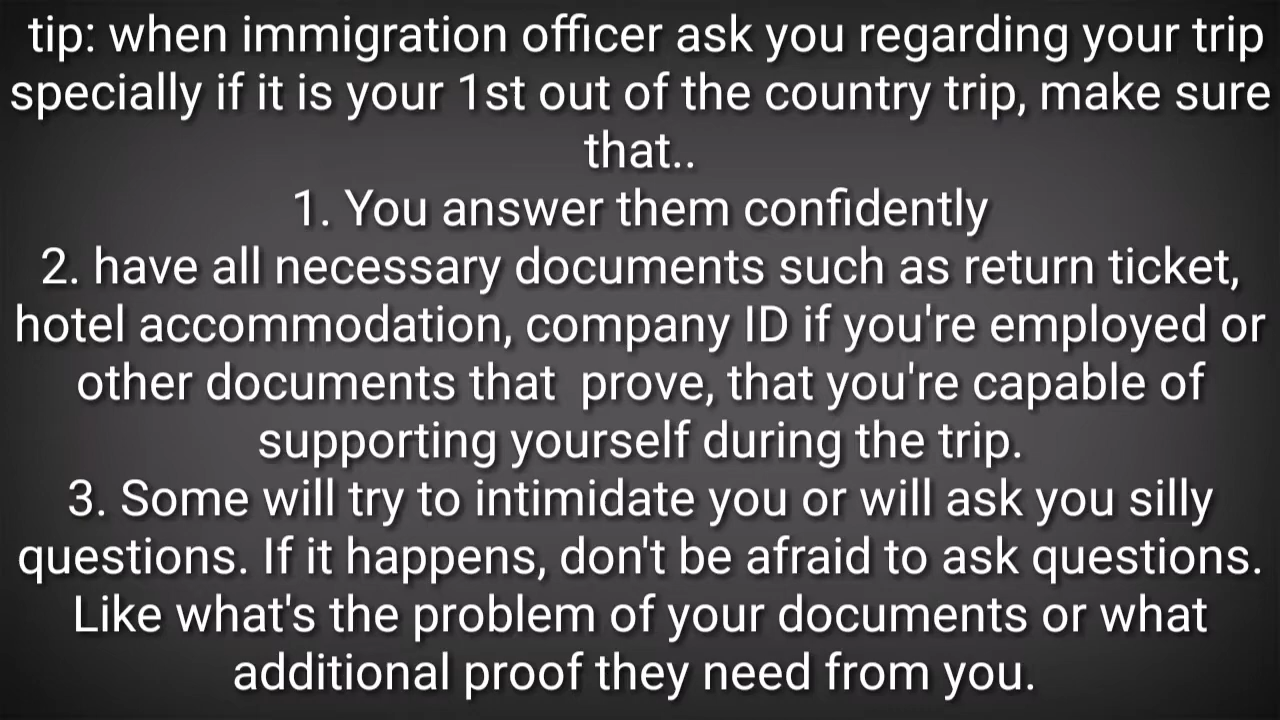 tip: when immigration officer ask you regarding your trip
specially if it is your 1st out of the country trip, make sure
that..
1. You answer them confidently
2. have all necessary documents such as return ticket,
hotel accommodation, company ID if you're employed or
other documents that  prove, that you're capable of
supporting yourself during the trip.
3. Some will try to intimidate you or will ask you silly
questions. If it happens, don't be afraid to ask questions.
Like what's the problem of your documents or what
additional proof they need from you.